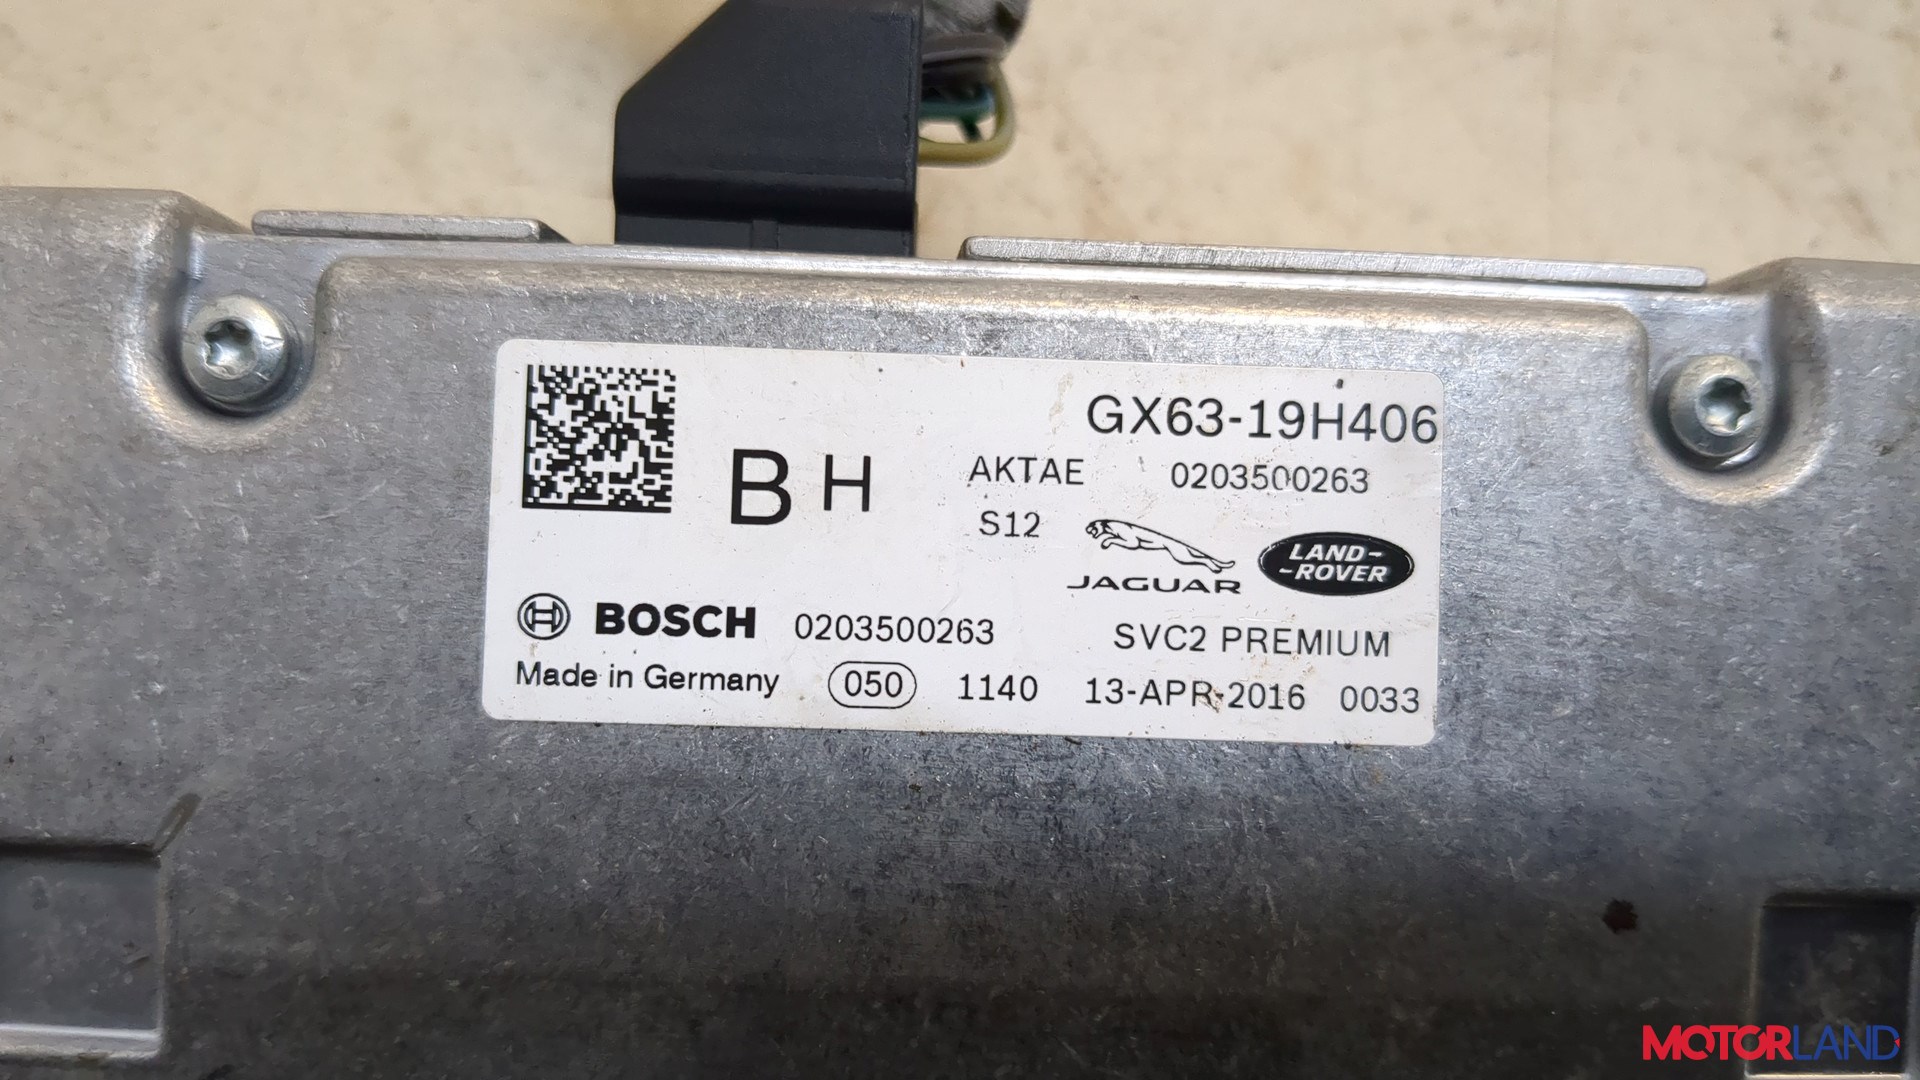 GX63-19H406
B H
AKTAE 0203500263
S12
JAGUAR
LAND-
-ROVER
BOSCH 0203500263
SVC2 PREMIUM
Made in Germany 050 1140 13-APR-2016 0033
MOTORLAND